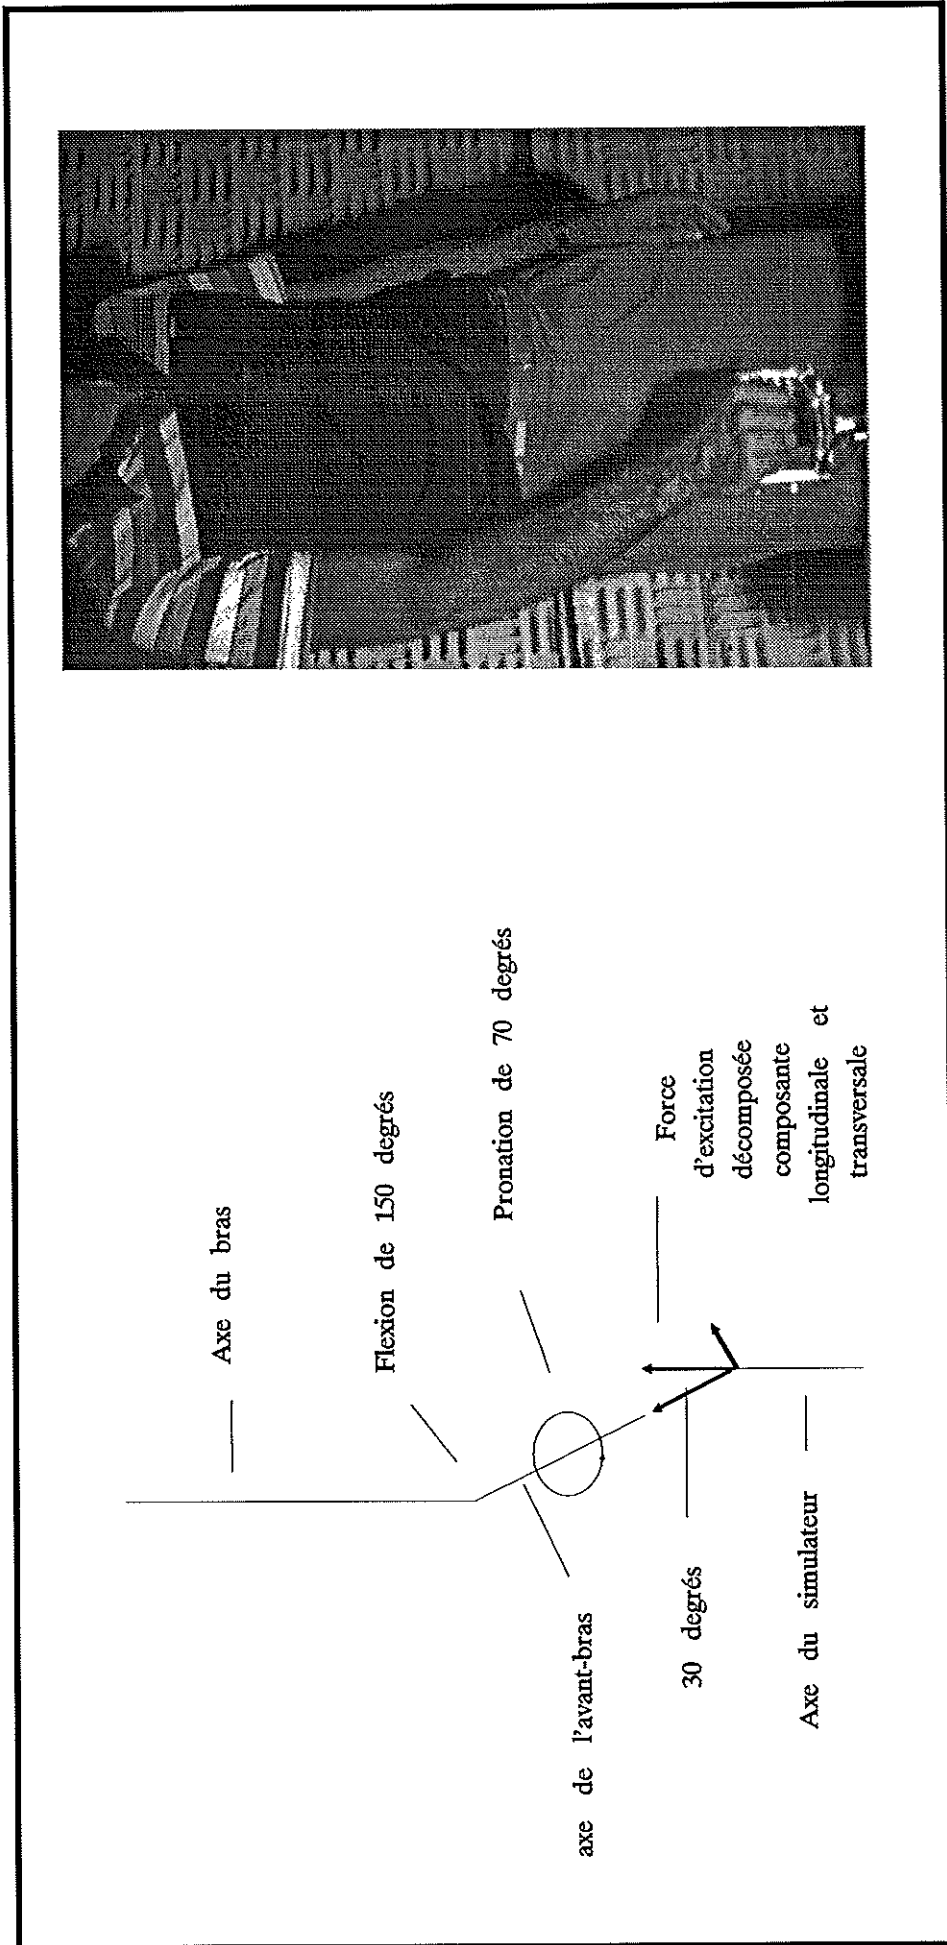 Axe du bras
Flexion de 150 degrés
Pronation de 70 degrés
axe de l'avant-bras
30 degrés
Force
d'excitation
décomposée
composante
longitudinale et
transversale
Axe du simulateur